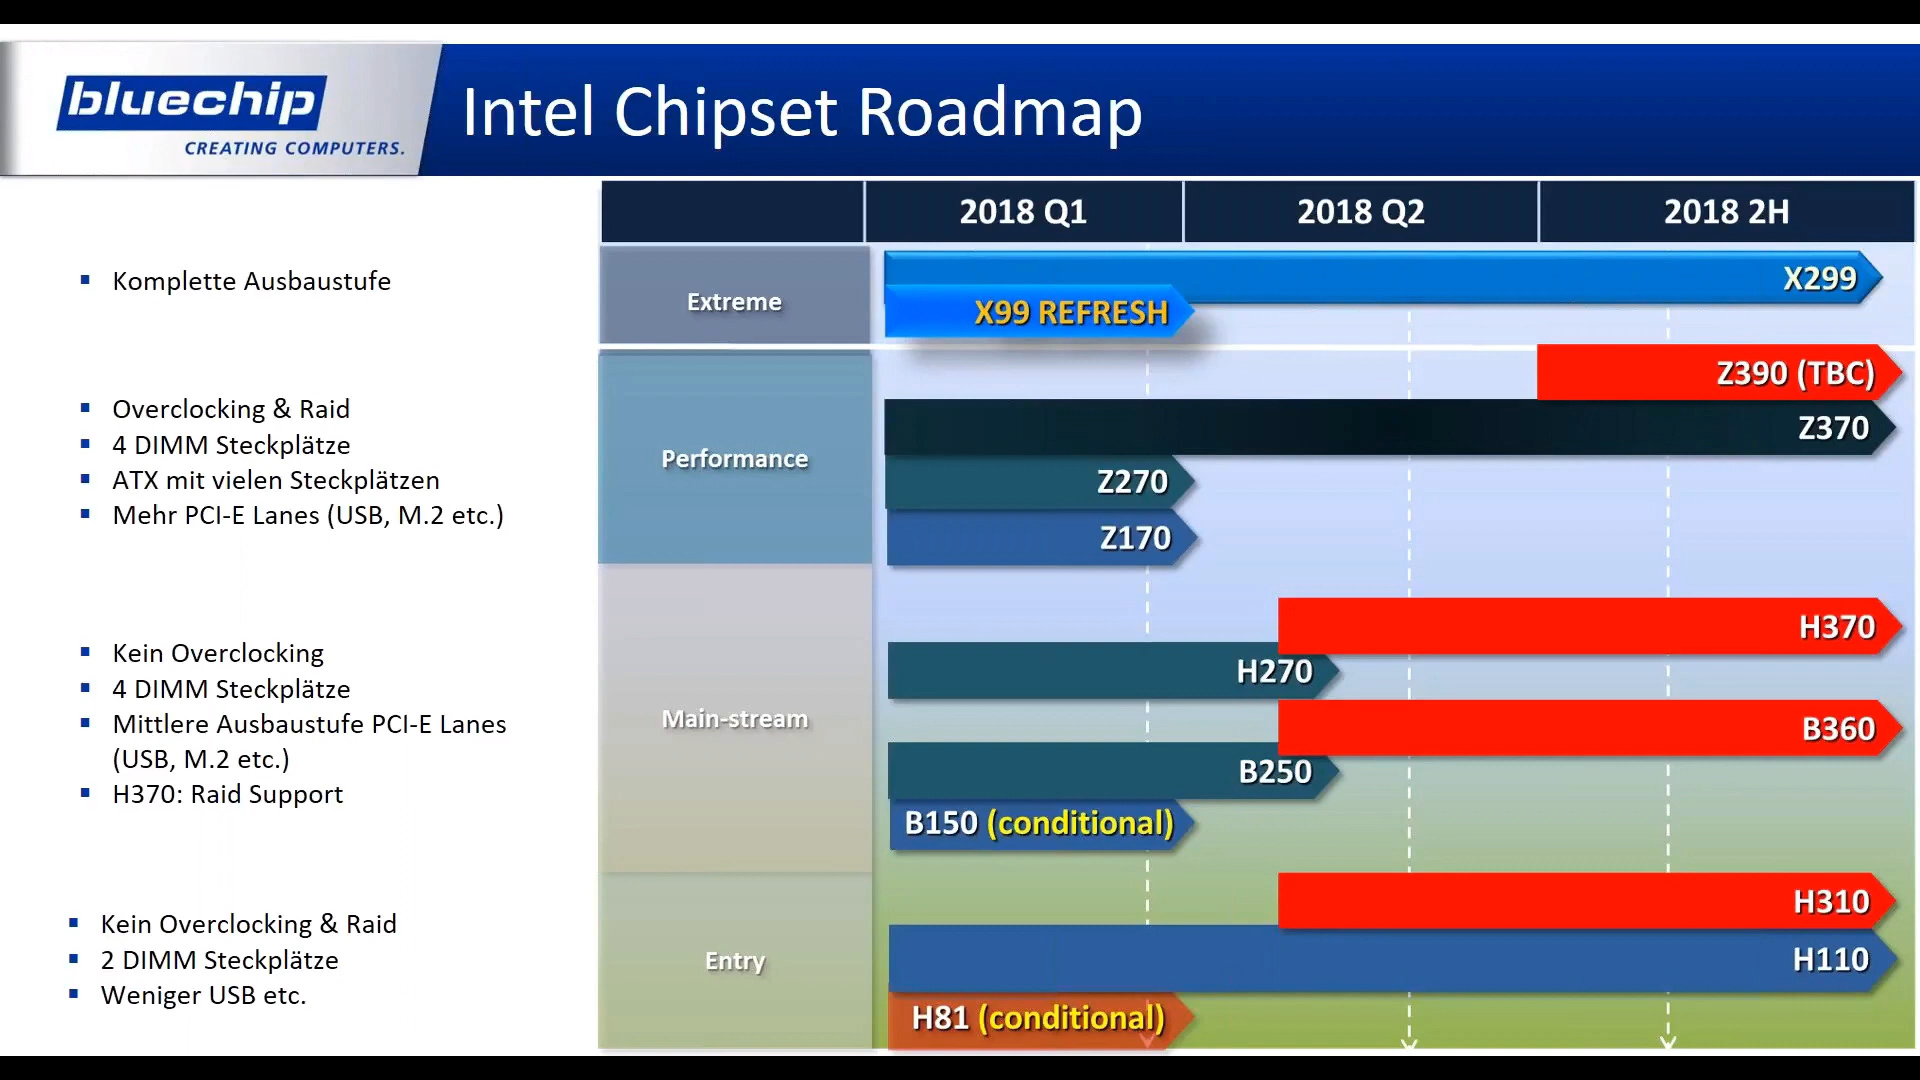 bluechip
CREATING COMPUTERS.
Intel Chipset Roadmap
2018 Q1
2018 Q2
2018 2H
Komplette Ausbaustufe
Extreme
X299
X99 REFRESH
Overclocking & Raid
4 DIMM Steckplätze
ATX mit vielen Steckplätzen
Mehr PCI-E Lanes (USB, M.2 etc.)
Performance
Z390 (TBC)
Z370
Z270
Z170
Kein Overclocking
4 DIMM Steckplätze
Mittlere Ausbaustufe PCI-E Lanes
(USB, M.2 etc.)
H370: Raid Support
Main-stream
H370
H270
B360
B250
B150 (conditional)
Kein Overclocking & Raid
2 DIMM Steckplätze
Weniger USB etc.
Entry
H310
H110
H81 (conditional)